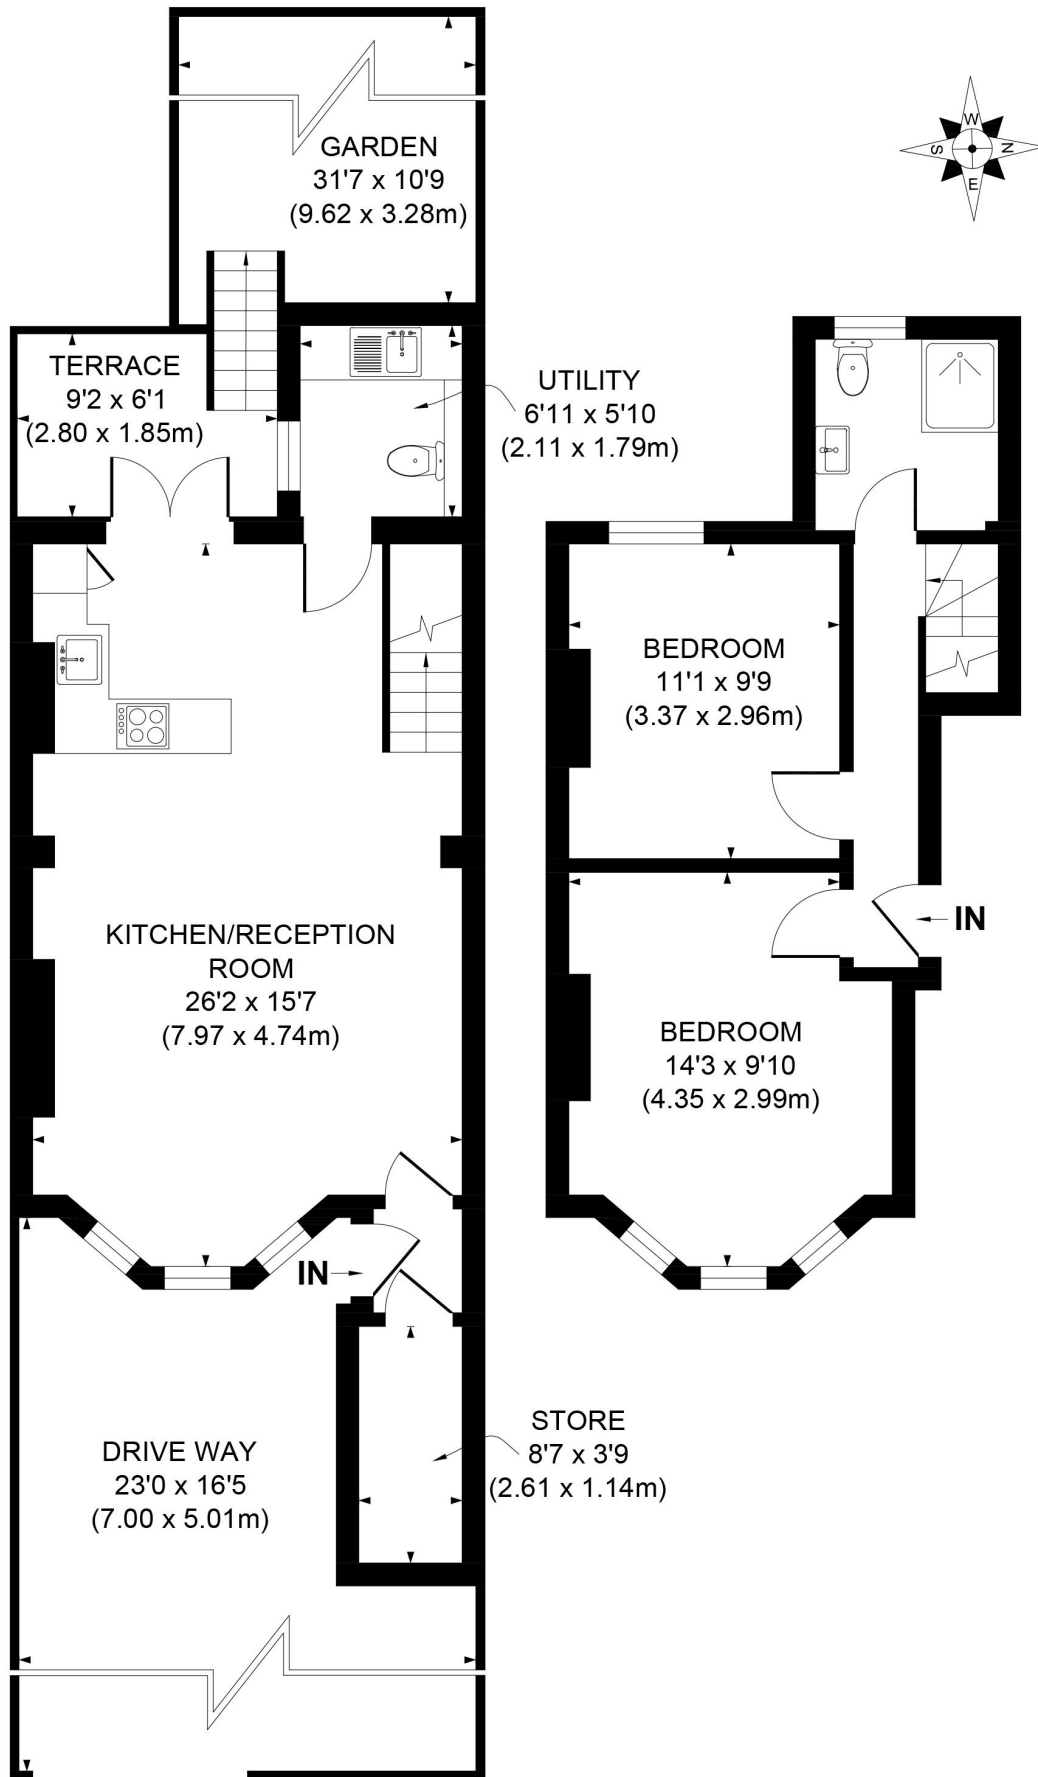 GARDEN
31'7 x 10'9
(9.62 x 3.28m)
W
S
N
E
TERRACE
9'2 x 6'1
(2.80 x 1.85m)
UTILITY
6'11 x 5'10
(2.11 x 1.79m)
BEDROOM
11'1 x 9'9
(3.37 x 2.96m)
IN
KITCHEN/RECEPTION
ROOM
26'2 x 15'7
(7.97 x 4.74m)
BEDROOM
14'3 x 9'10
(4.35 x 2.99m)
IN
DRIVE WAY
23'0 x 16'5
(7.00 x 5.01m)
STORE
8'7 x 3'9
(2.61 x 1.14m)